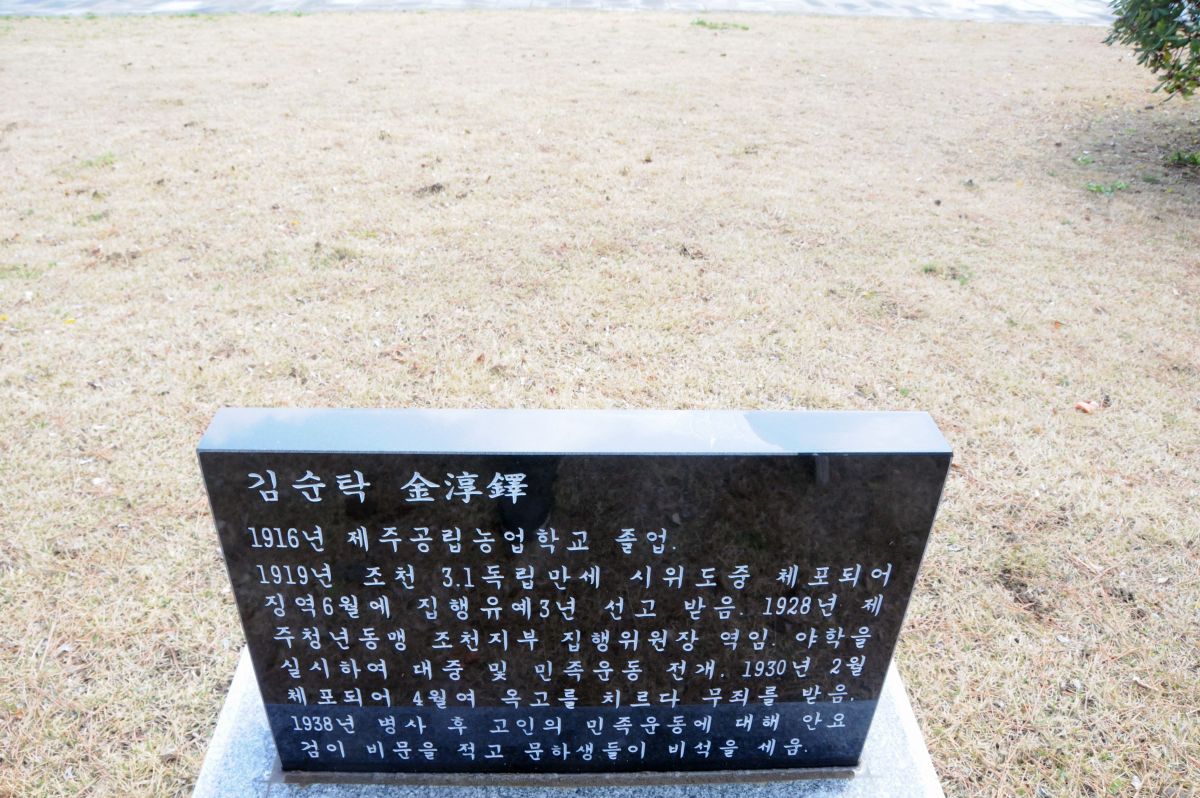 김순탁 金淳鐸
1916년 제주공립농업학교 졸업.
1919년 조천 3.1독립만세 시위도중 체포되어
징역6월에 집행유예3년 선고 받음. 1928년 제
주청년동맹 조천지부 집행위원장 역임. 야학을
실시하여 대중 및 민족운동 전개. 1930년 2월
체포되어 4월여 옥고를 치르다 무죄를 받음.
1938년 병사 후 고인의 민족운동에 대해 안요
검이 비문을 적고 문하생들이 비석을 세움.